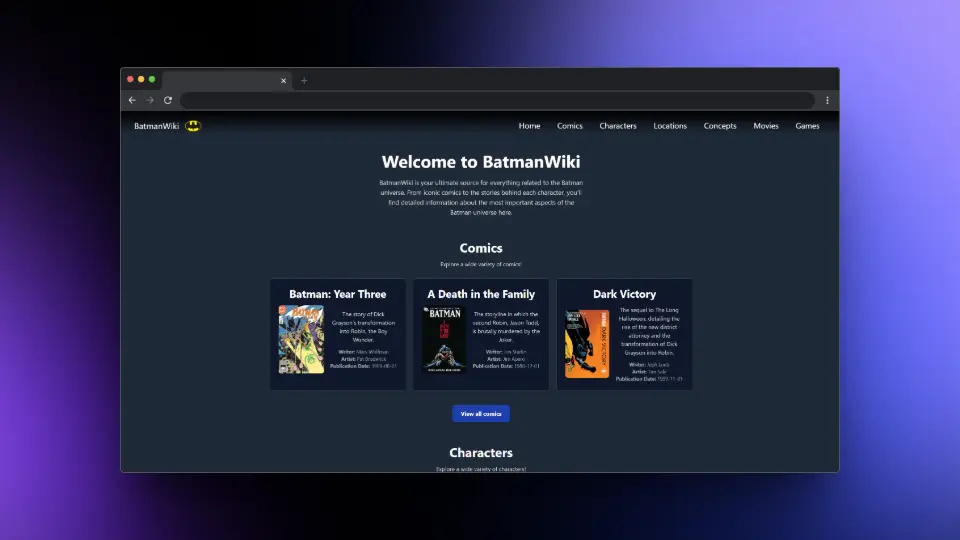 BatmanWiki
Home Comics Characters Locations Concepts Movies Games
Welcome to BatmanWiki
BatmanWiki is your ultimate source for everything related to the Batman
universe. From iconic comics to the stories behind each character, you'll
find detailed information about the most important aspects of the
Batman universe here.
Comics
Explore a wide variety of comics!
Batman: Year Three
The story of Dick
Grayson's transformation
into Robin, the Boy
Wonder.
Writer: Marv Wolfman
Artist: Pat Broderick
Publication Date: 1989-08-01
A Death in the Family
BATMAN
The storyline in which the
second Robin, Jason Todd,
is brutally murdered by the
Joker.
Writer: Jim Starlin
Artist: Jim Aparo
Publication Date: 1988-11-01
Dark Victory
DARK VICTORY
The sequel to The Long
Halloween, detailing the
rise of the new district
attorney and the
transformation of Dick
Grayson into Robin.
Writer: Jeph Loeb
Artist: Tim Sale
Publication Date: 1999-11-01
View all comics
Characters
Explore a wide variety of characters!